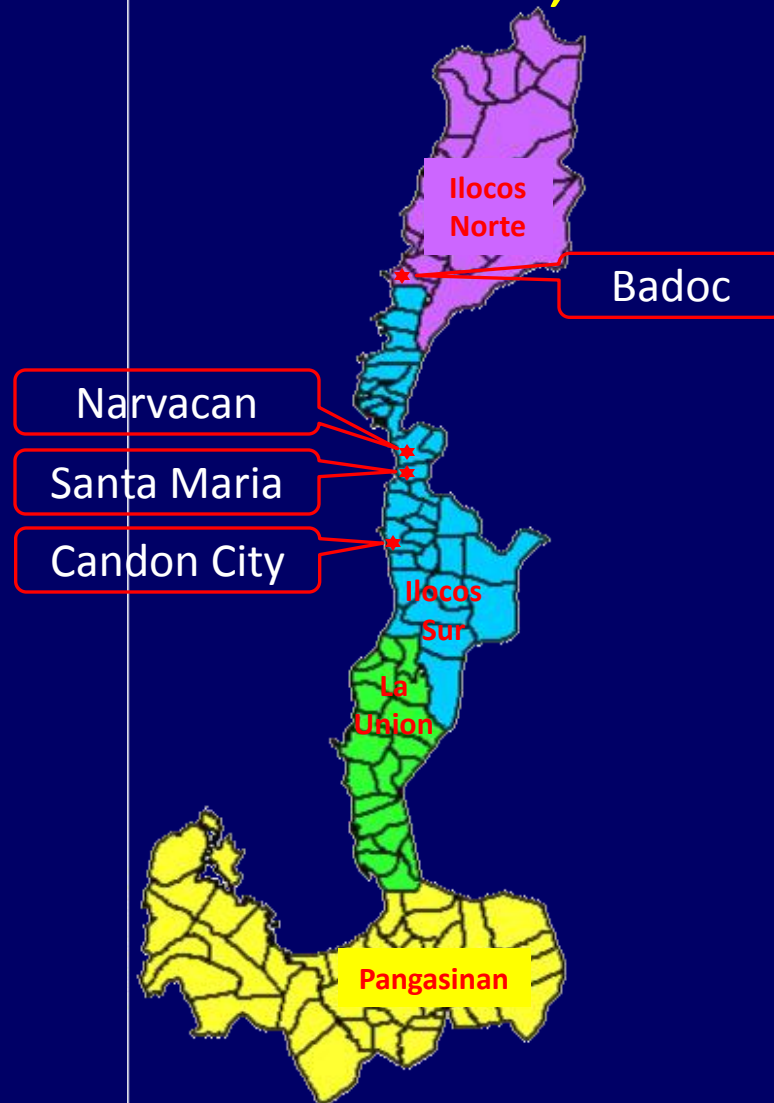 Ilocos
Norte
Badoc
Narvacan
Santa Maria
Candon City
Ilocos
Sur
La
Union
Pangasinan